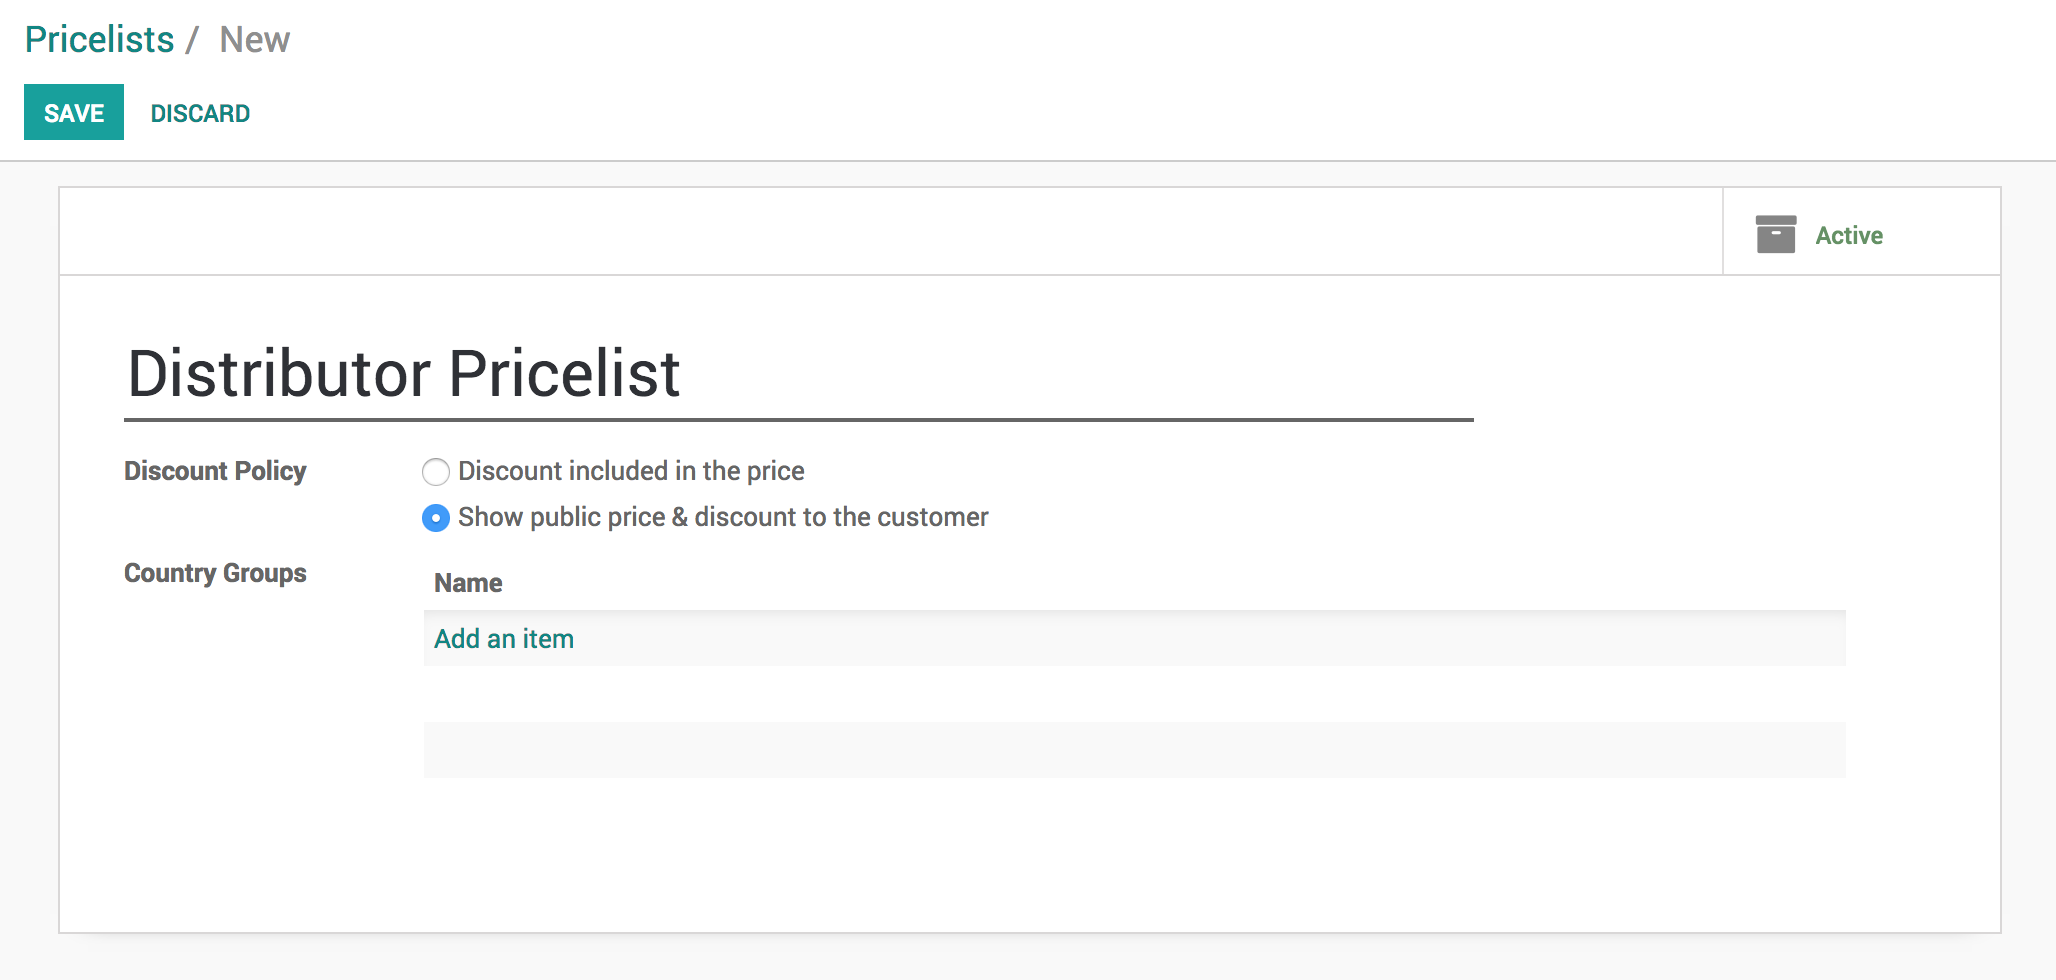 Pricelists / New
SAVE DISCARD
Active
Distributor Pricelist
Discount Policy Discount included in the price
Show public price & discount to the customer
Country Groups Name
Add an item